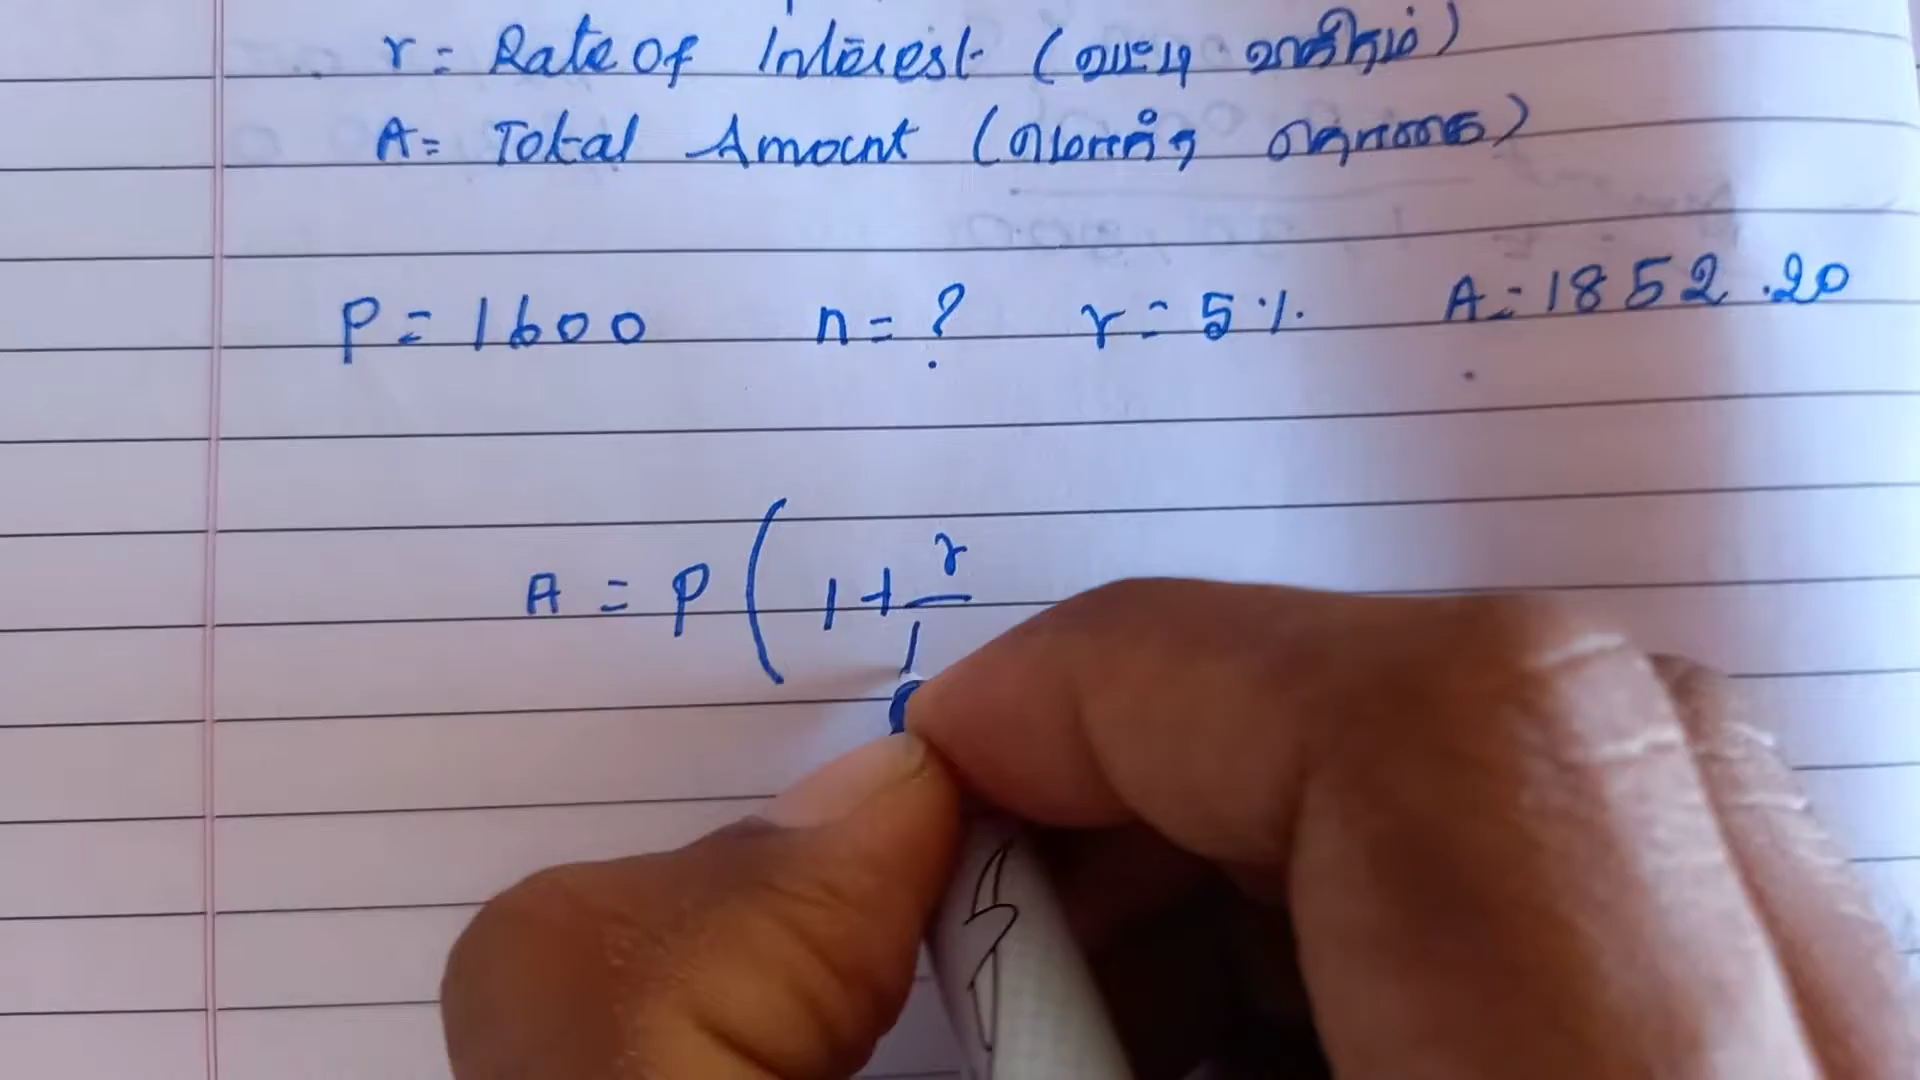 r = Rate Of Interest (வட்டி வாகிதம்)
A = Total Amount (மொத்த தொகை)
P = 1600 n = ? r = 5 % A = 1852.20
A = P ( 1 + r / 1